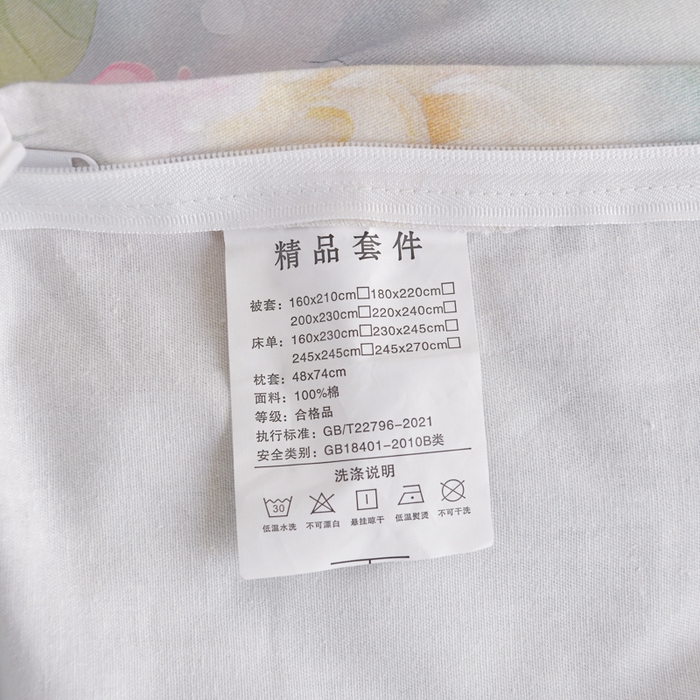 精品套件
被套：160x210cm□180x220cm□
200x230cm□220x240cm□
床单：160x230cm□230x245cm□
245x245cm□245x270cm□
枕套：48x74cm
面料：100%棉
等级：合格品
执行标准：GB/T22796-2021
安全类别：GB18401-2010B类
洗涤说明
30
低温水洗 不可漂白 悬挂晾干 低温熨烫 不可干洗